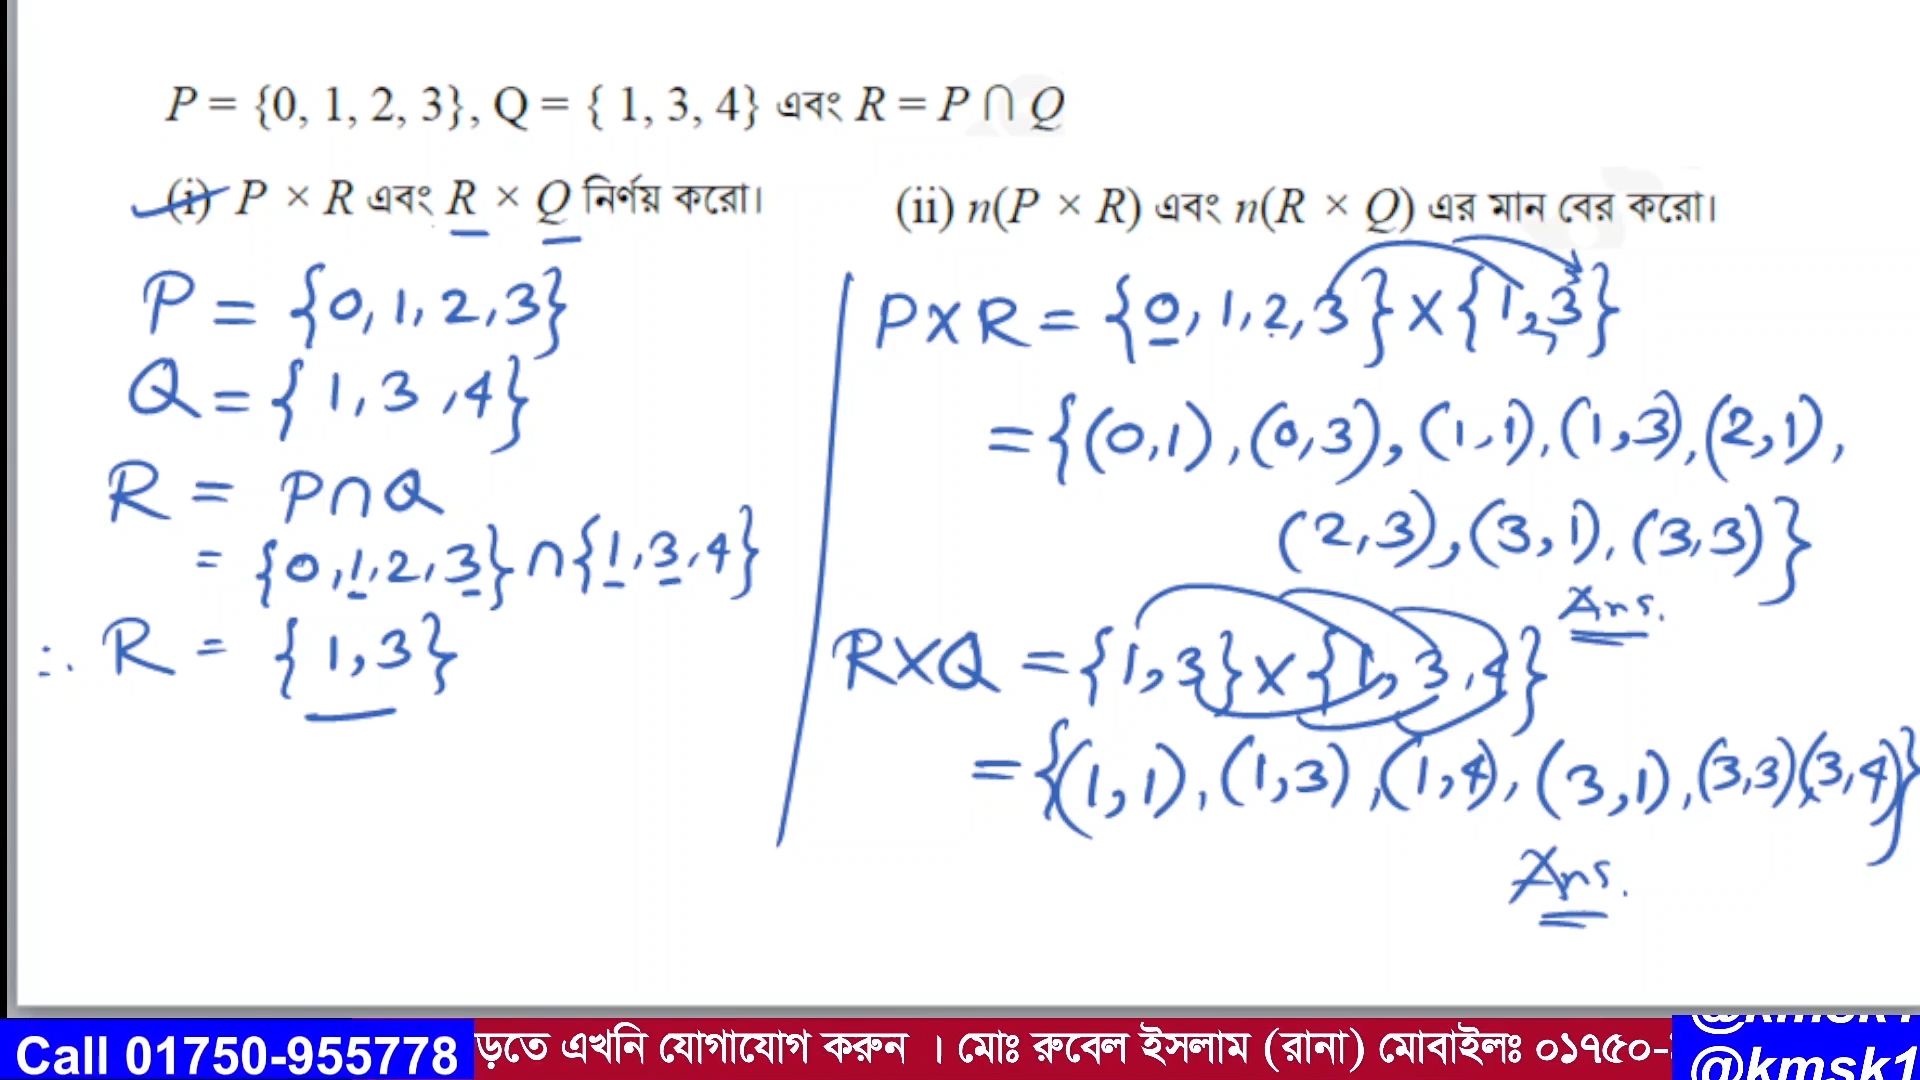 P = {0, 1, 2, 3}, Q = { 1, 3, 4} এবং R = P ∩ Q
(i) P × R এবং R × Q নির্ণয় করো।
(ii) n(P × R) এবং n(R × Q) এর মান বের করো।
P = {0, 1, 2, 3}
Q = { 1, 3 , 4}
R = P∩Q
= {0, 1, 2, 3} ∩ {1, 3, 4}
∴ R = { 1, 3}
P×R = {0, 1, 2, 3} × {1, 3}
= {(0,1), (0,3), (1,1), (1,3), (2,1),
(2,3), (3,1), (3,3)}
Ans.
R×Q = {1, 3} × {1, 3, 4}
= {(1,1), (1,3), (1,4), (3,1), (3,3)(3,4)}
Ans.
Call 01750-955778
ড়তে এখনি যোগাযোগ করুন । মোঃ রুবেল ইসলাম (রানা) মোবাইলঃ ০১৭৫০-
@kmsk1
@kmsk1